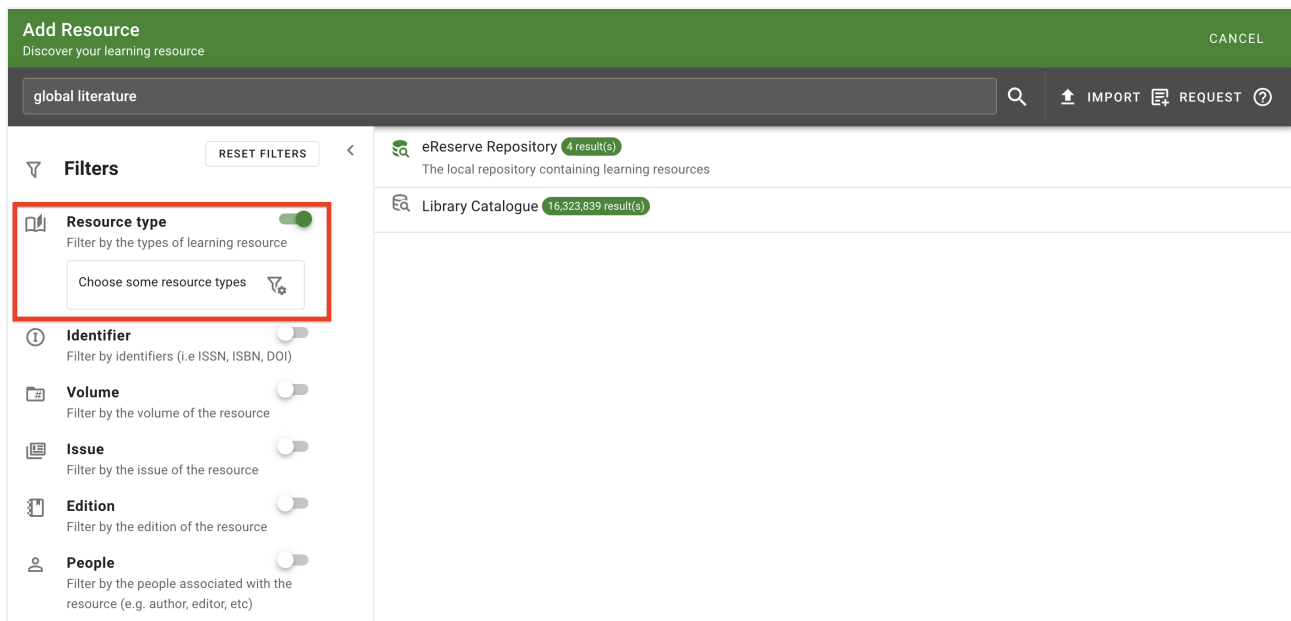 Add Resource
Discover your learning resource
CANCEL
global literature
IMPORT
REQUEST
Filters
RESET FILTERS
Resource type
Filter by the types of learning resource
Choose some resource types
Identifier
Filter by identifiers (i.e ISSN, ISBN, DOI)
Volume
Filter by the volume of the resource
Issue
Filter by the issue of the resource
Edition
Filter by the edition of the resource
People
Filter by the people associated with the
resource (e.g. author, editor, etc)
eReserve Repository 4 result(s)
The local repository containing learning resources
Library Catalogue 16,323,839 result(s)